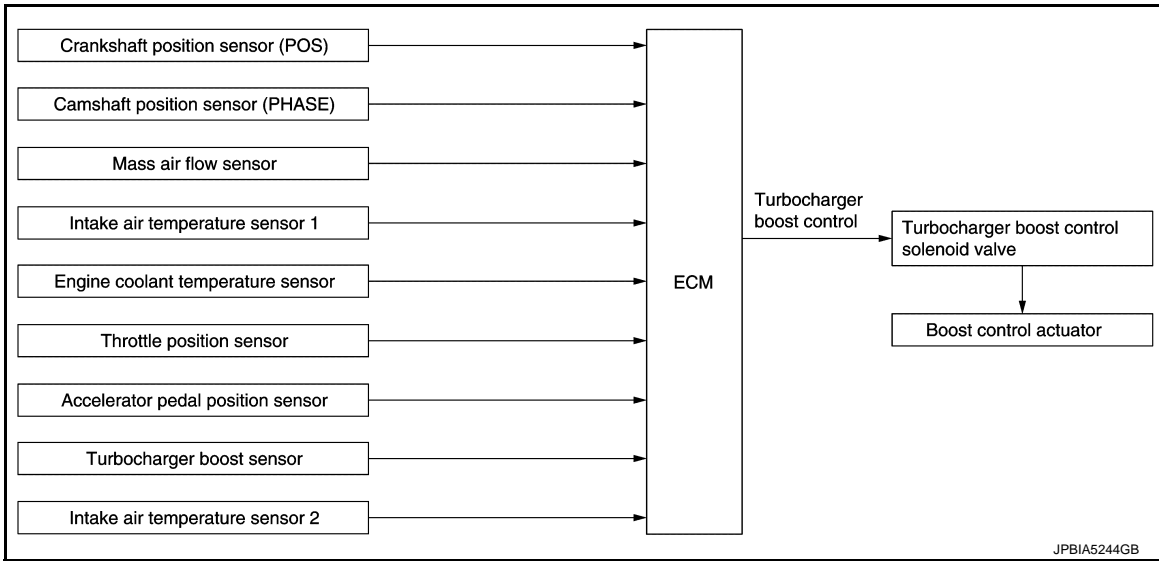 Crankshaft position sensor (POS)
Camshaft position sensor (PHASE)
Mass air flow sensor
Intake air temperature sensor 1
Engine coolant temperature sensor
Throttle position sensor
Accelerator pedal position sensor
Turbocharger boost sensor
Intake air temperature sensor 2
ECM
Turbocharger
boost control
Turbocharger boost control
solenoid valve
Boost control actuator
JPBIA5244GB